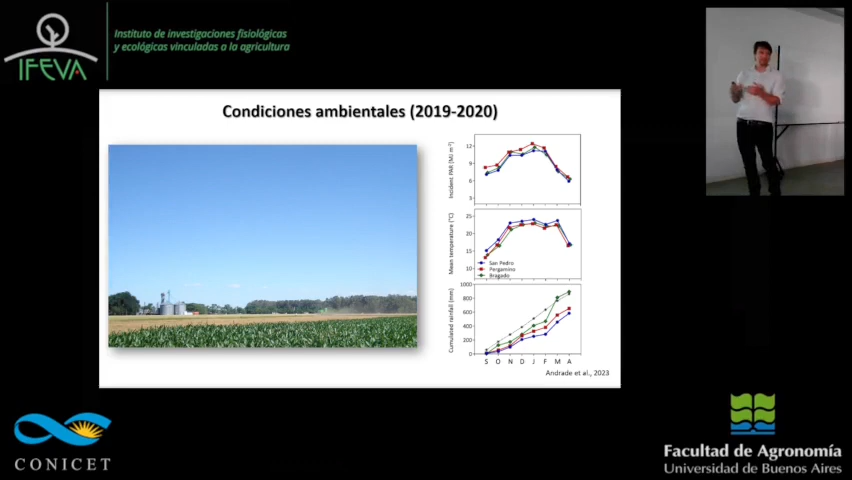 Instituto de investigaciones fisiológicas
y ecológicas vinculadas a la agricultura
IFEVA
Condiciones ambientales (2019-2020)
Incident PAR (MJ m⁻²)
12
9
6
3
Mean temperature (°C)
25
20
15
10
San Pedro
Pergamino
Bragado
Cumulated rainfall (mm)
1000
800
600
400
200
0
S O N D J F M A
Andrade et al., 2023
CONICET
Facultad de Agronomía
Universidad de Buenos Aires